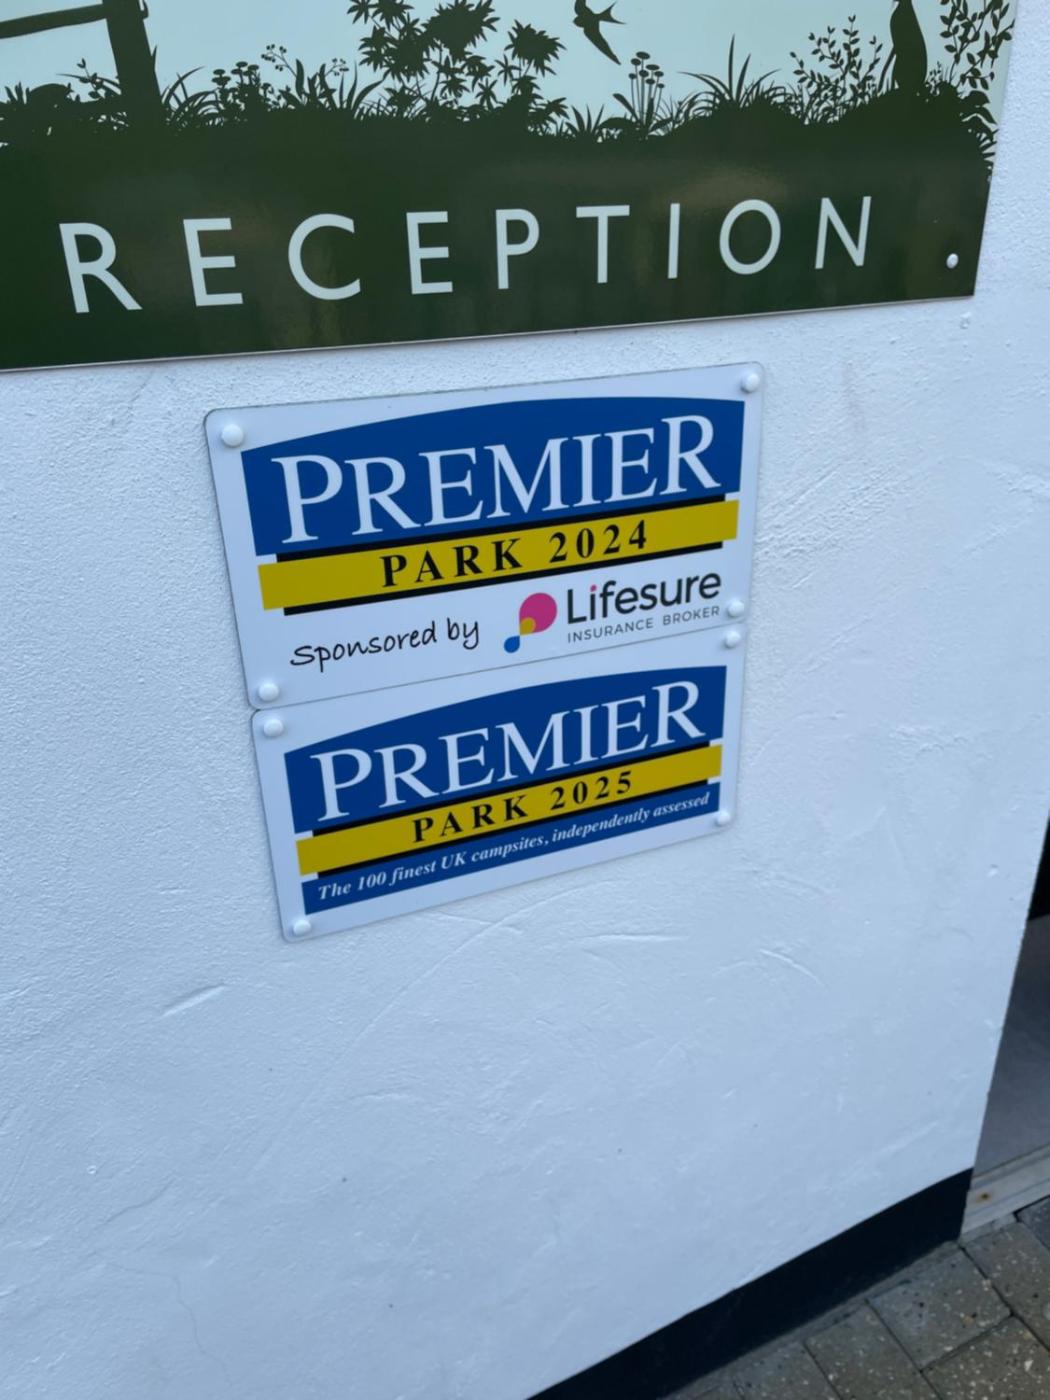 RECEPTION
PREMIER
PARK 2024
Sponsored by Lifesure
INSURANCE BROKER
PREMIER
PARK 2025
The 100 finest UK campsites, independently assessed